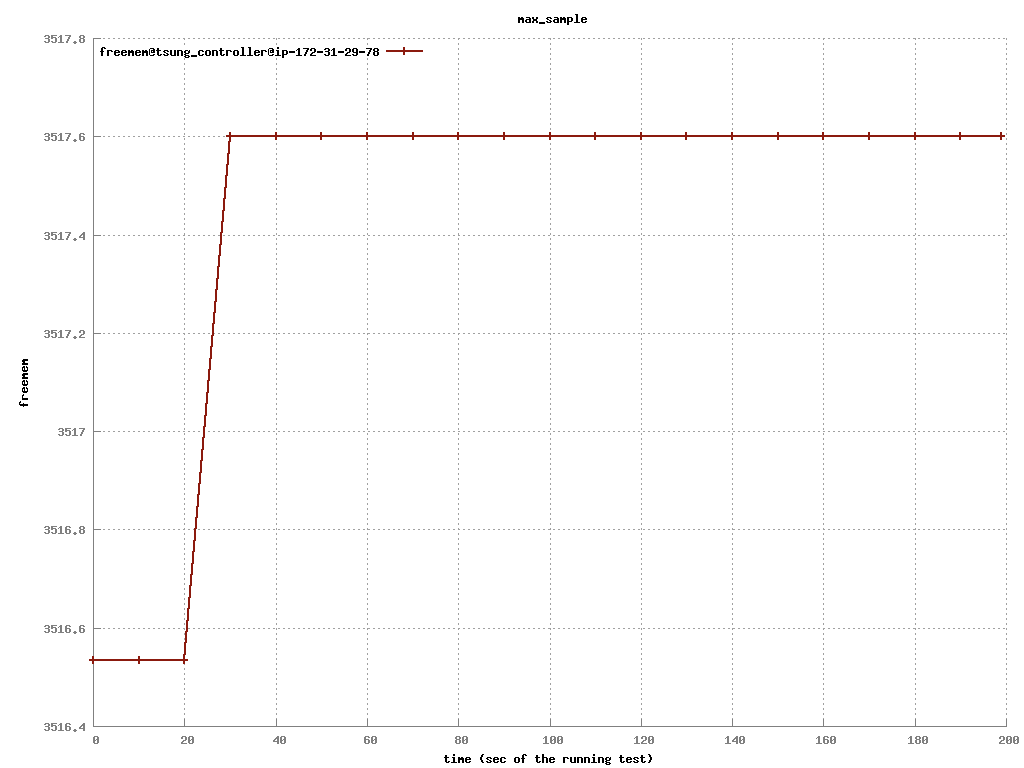 max_sample
freemem@tsung_controller@ip-172-31-29-78
3517.8
3517.6
3517.4
3517.2
3517
3516.8
3516.6
3516.4
freemem
0 20 40 60 80 100 120 140 160 180 200
time (sec of the running test)